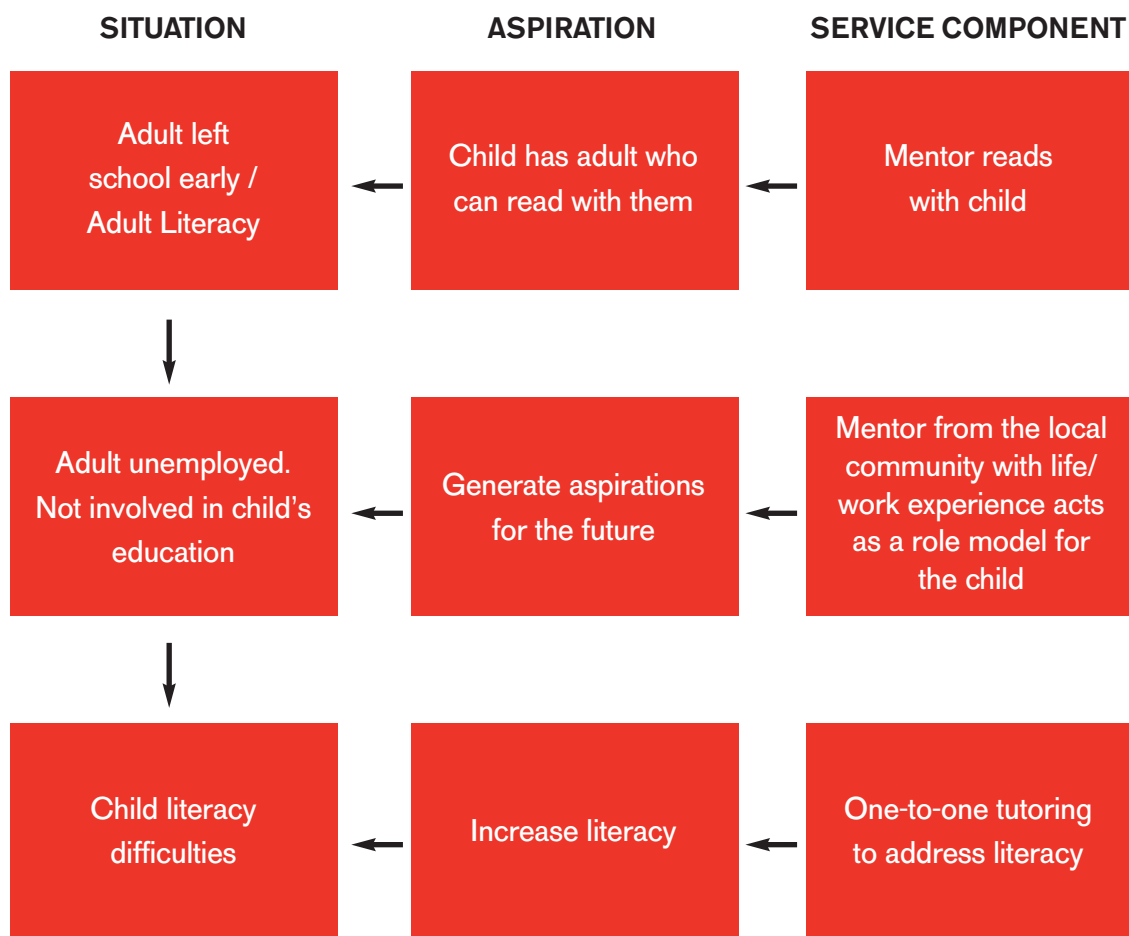 SITUATION
ASPIRATION
SERVICE COMPONENT
Adult left
school early /
Adult Literacy
Child has adult who
can read with them
Mentor reads
with child
Adult unemployed.
Not involved in child’s
education
Generate aspirations
for the future
Mentor from the local
community with life/
work experience acts
as a role model for
the child
Child literacy
difficulties
Increase literacy
One-to-one tutoring
to address literacy